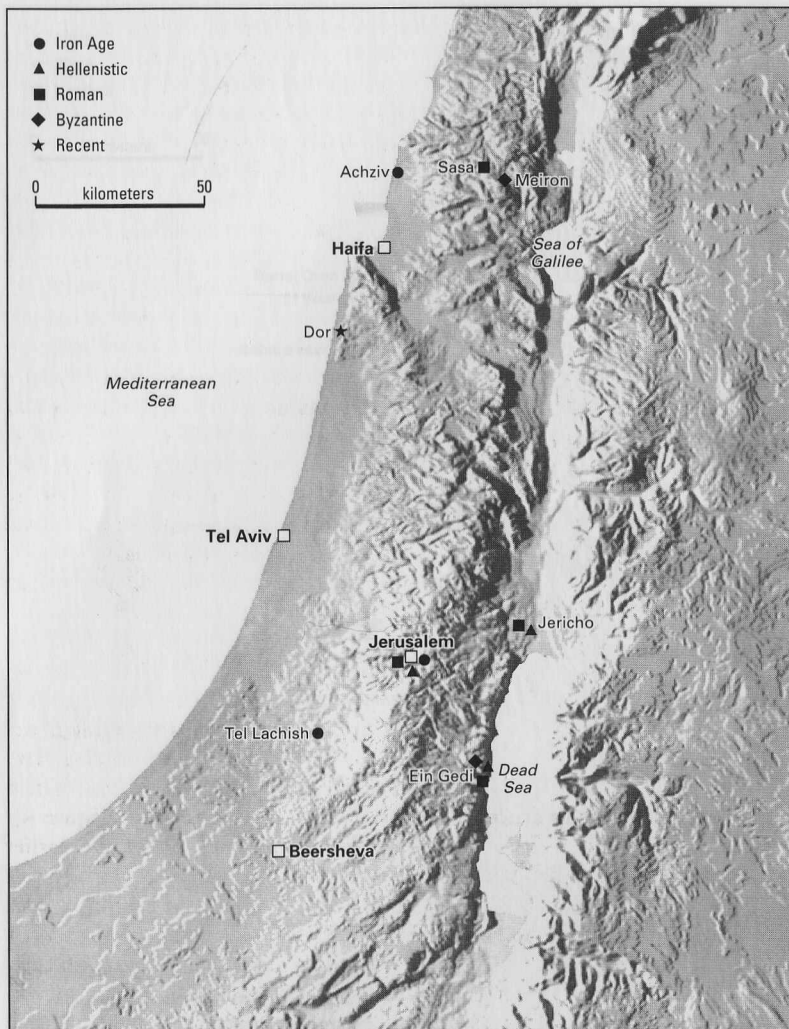 Iron Age
Hellenistic
Roman
Byzantine
Recent
0 kilometers 50
Achziv
Sasa
Meiron
Haifa
Sea of
Galilee
Dor
Mediterranean
Sea
Tel Aviv
Jericho
Jerusalem
Tel Lachish
Ein Gedi
Dead
Sea
Beersheva